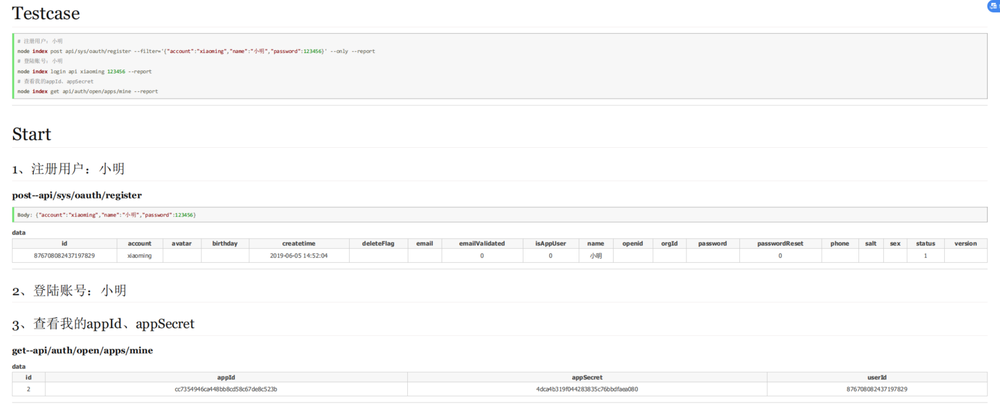 Testcase
# 注册用户：小明
node index post api/sys/oauth/register --filter='{"account":"xiaoming","name":"小明","password":123456}' --only --report
# 登陆账号：小明
node index login api xiaoming 123456 --report
# 查看我的appId、appSecret
node index get api/auth/open/apps/mine --report
Start
1、注册用户：小明
post--api/sys/oauth/register
Body: {"account":"xiaoming","name":"小明","password":123456}
data
id account avatar birthday createtime deleteFlag email emailValidated isAppUser name openid orgId password passwordReset phone salt sex status version
876708082437197829 xiaoming 2019-06-05 14:52:04 0 0 小明 0 1
2、登陆账号：小明
3、查看我的appId、appSecret
get--api/auth/open/apps/mine
data
id appId appSecret userId
2 cc7354946ca448bb8cd58c67de8c523b 4dca4b319f044283835c76bbdfaea080 876708082437197829